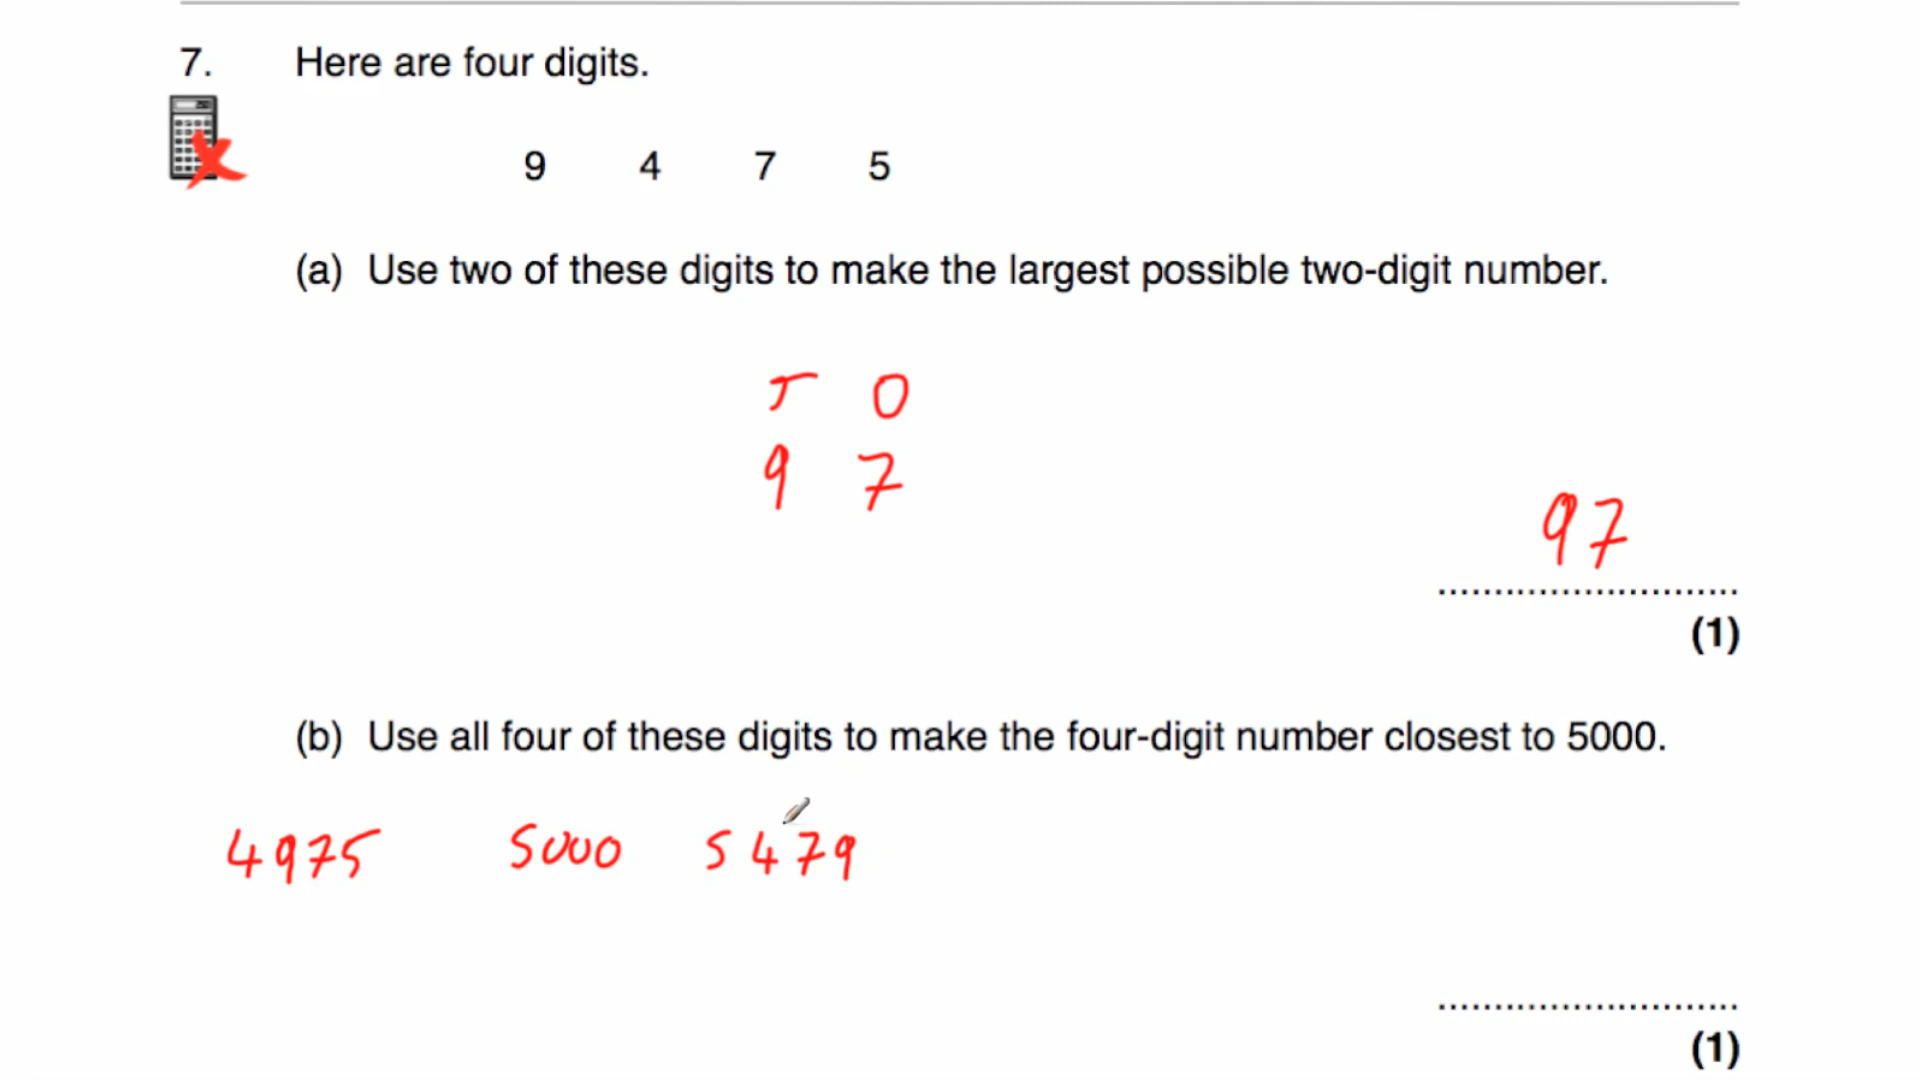 7. Here are four digits.
9 4 7 5
(a) Use two of these digits to make the largest possible two-digit number.
T O
9 7
97
...........................
(1)
(b) Use all four of these digits to make the four-digit number closest to 5000.
4975 5000 5479
...........................
(1)